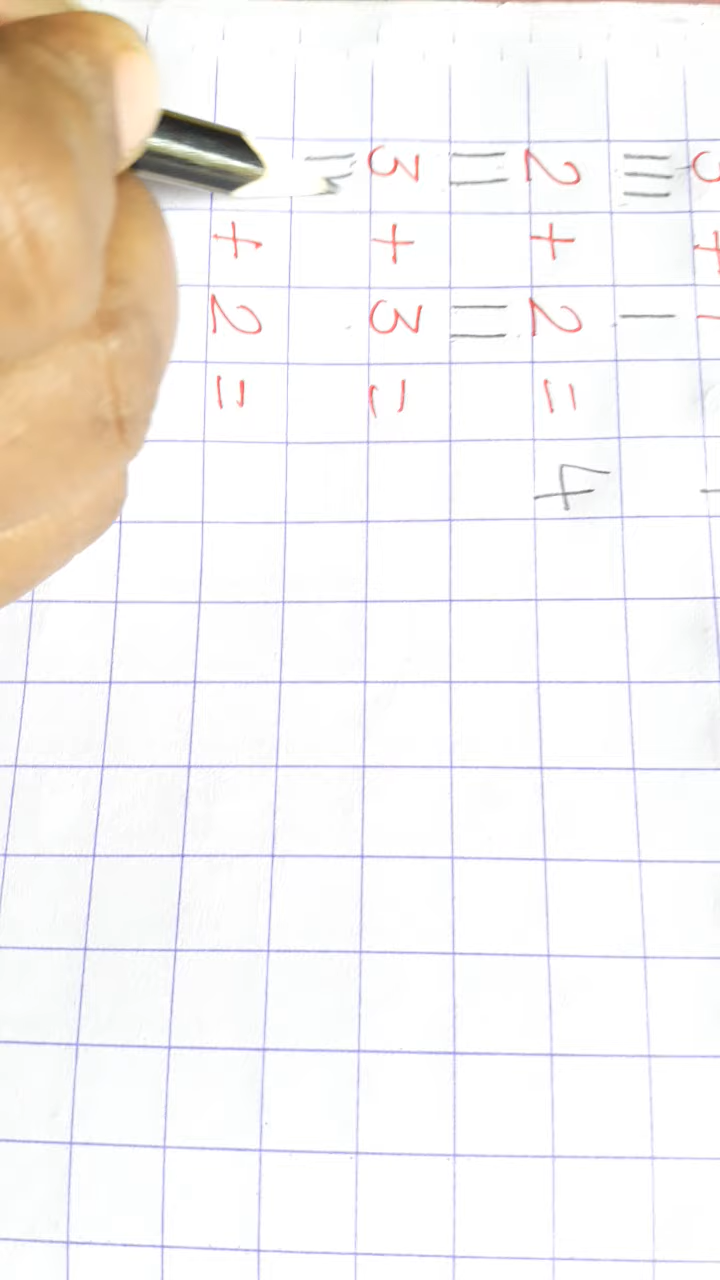 2 + 2 = 4
3 + 3 =
+ 2 =